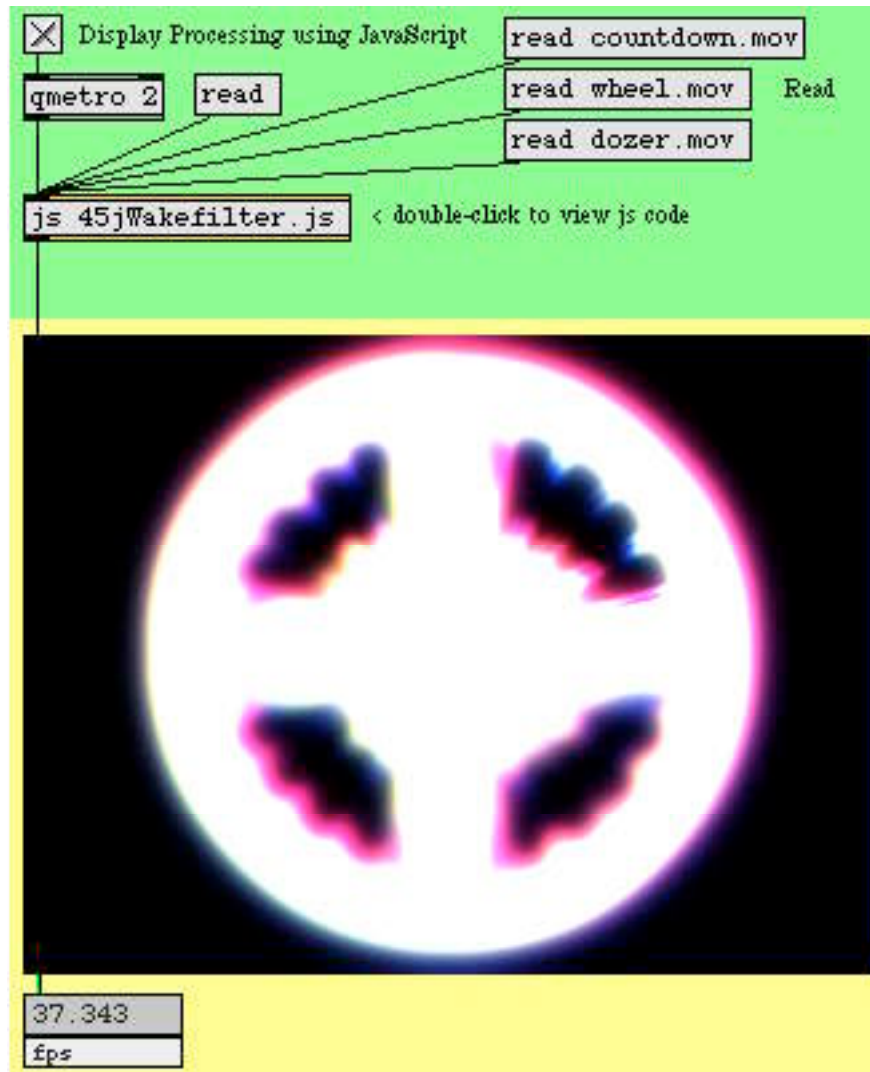 Display Processing using JavaScript
read countdown.mov
qmetro 2
read
read wheel.mov
Read
read dozer.mov
js 45jWakefilter.js
< double-click to view js code
37.343
fps